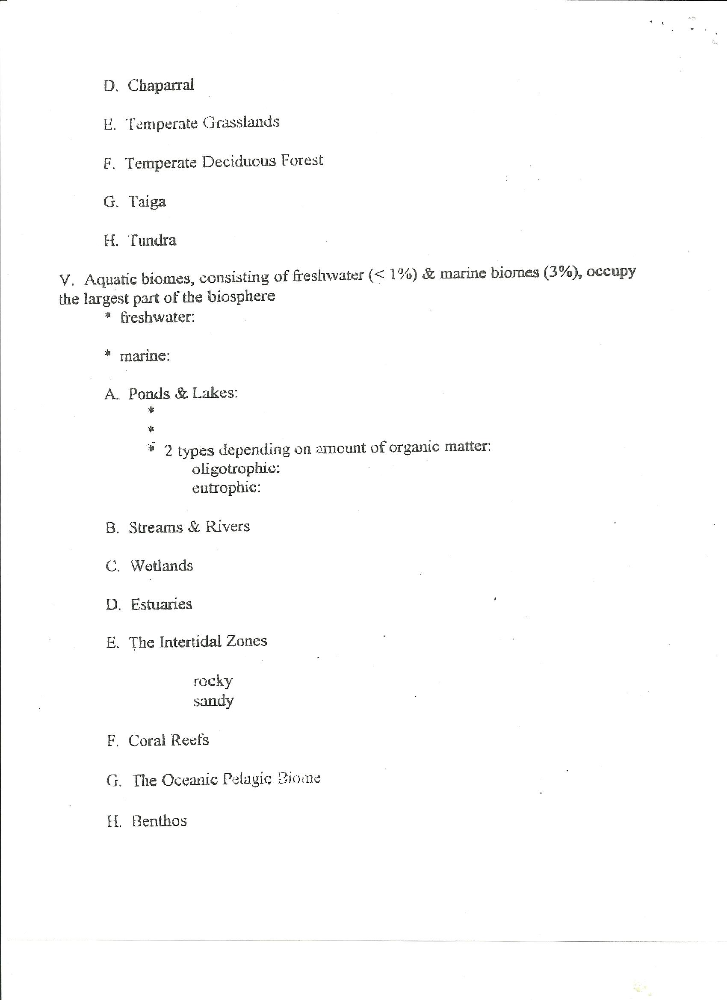 D. Chaparral
E. Temperate Grasslands
F. Temperate Deciduous Forest
G. Taiga
H. Tundra
V. Aquatic biomes, consisting of freshwater (< 1%) & marine biomes (3%), occupy
the largest part of the biosphere
* freshwater:
* marine:
A. Ponds & Lakes:
*
*
* 2 types depending on amount of organic matter:
oligotrophic:
eutrophic:
B. Streams & Rivers
C. Wetlands
D. Estuaries
E. The Intertidal Zones
rocky
sandy
F. Coral Reefs
G. The Oceanic Pelagic Biome
H. Benthos